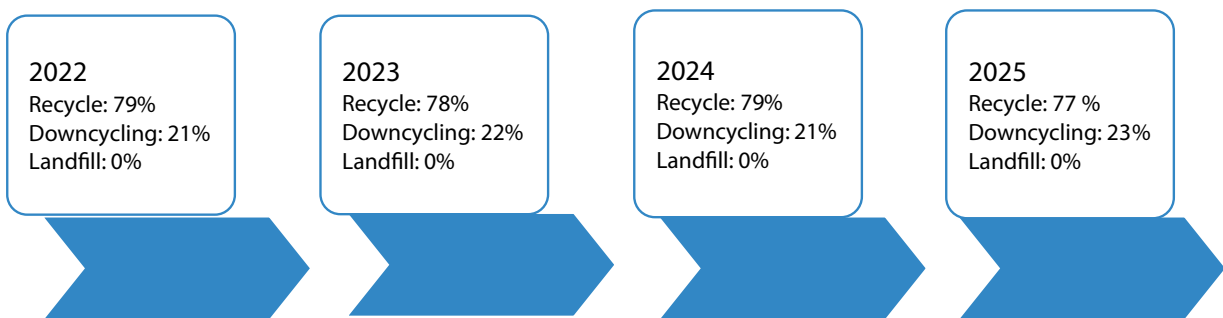 2022
Recycle: 79%
Downcycling: 21%
Landfill: 0%
2023
Recycle: 78%
Downcycling: 22%
Landfill: 0%
2024
Recycle: 79%
Downcycling: 21%
Landfill: 0%
2025
Recycle: 77 %
Downcycling: 23%
Landfill: 0%